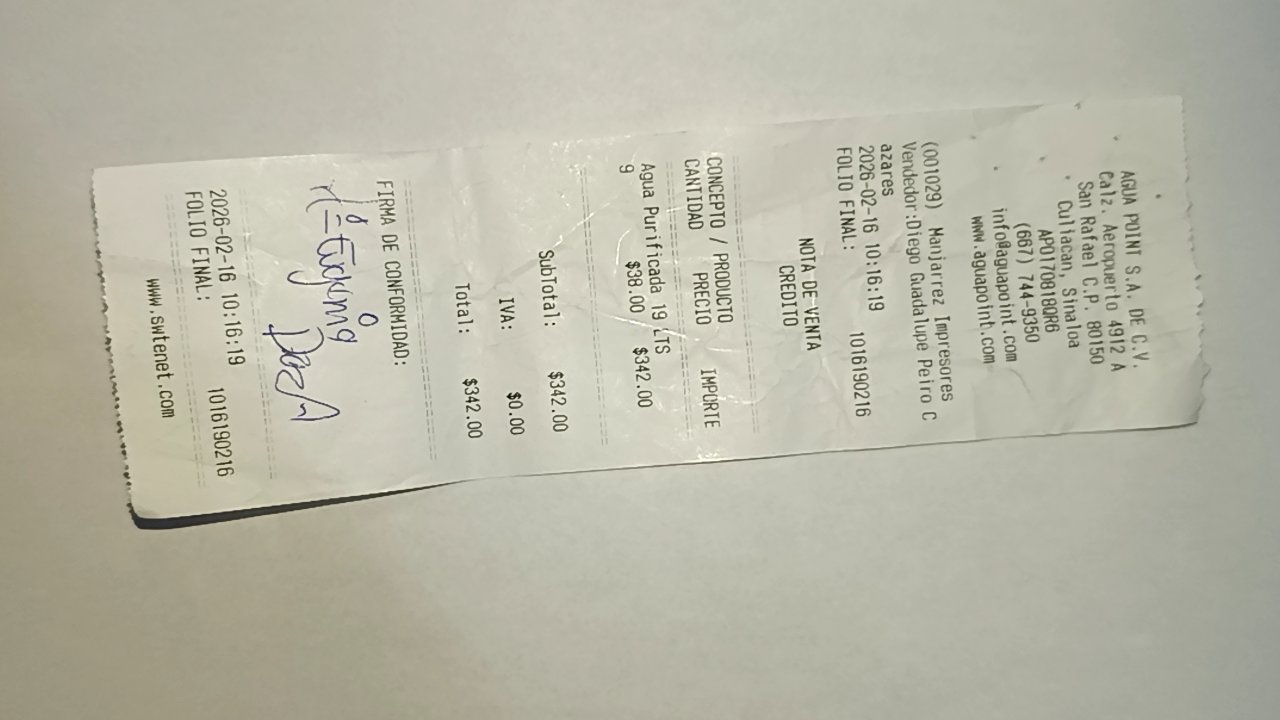 AGUA POINT S.A. DE C.V.
Calz. Aeropuerto 4912 A
San Rafael C.P. 80150
Culiacan, Sinaloa
APO170818QR6
(667) 744-9350
info@aguapoint.com
www.aguapoint.com
(001029) Manjarrez Impresores
Vendedor:Diego Guadalupe Peiro C
azares
2026-02-16 10:16:19
FOLIO FINAL: 1016190216
NOTA DE VENTA
CREDITO
CONCEPTO / PRODUCTO
CANTIDAD PRECIO IMPORTE
Agua Purificada 19 LTS
9 $38.00 $342.00
SubTotal: $342.00
IVA: $0.00
Total: $342.00
FIRMA DE CONFORMIDAD:
2026-02-16 10:16:19
FOLIO FINAL: 1016190216
www.swtenet.com